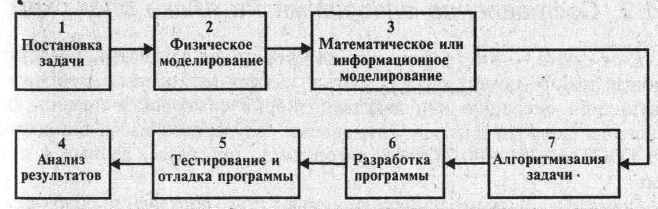 1
Постановка
задачи
2
Физическое
моделирование
3
Математическое или
информационное
моделирование
4
Анализ
результатов
5
Тестирование и
отладка программы
6
Разработка
программы
7
Алгоритмизация
задачи